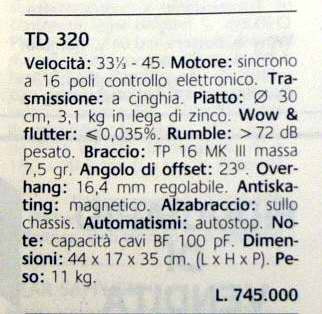 TD 320
Velocità: 33⅓ - 45. Motore: sincrono
a 16 poli controllo elettronico. Tra-
smissione: a cinghia. Piatto: Ø 30
cm, 3,1 kg in lega di zinco. Wow &
flutter: ⩽0,035%. Rumble: > 72 dB
pesato. Braccio: TP 16 MK III massa
7,5 gr. Angolo di offset: 23º. Over-
hang: 16,4 mm regolabile. Antiska-
ting: magnetico. Alzabraccio: sullo
chassis. Automatismi: autostop. No-
te: capacità cavi BF 100 pF. Dimen-
sioni: 44 x 17 x 35 cm. (L x H x P). Pe-
so: 11 kg.
L. 745.000